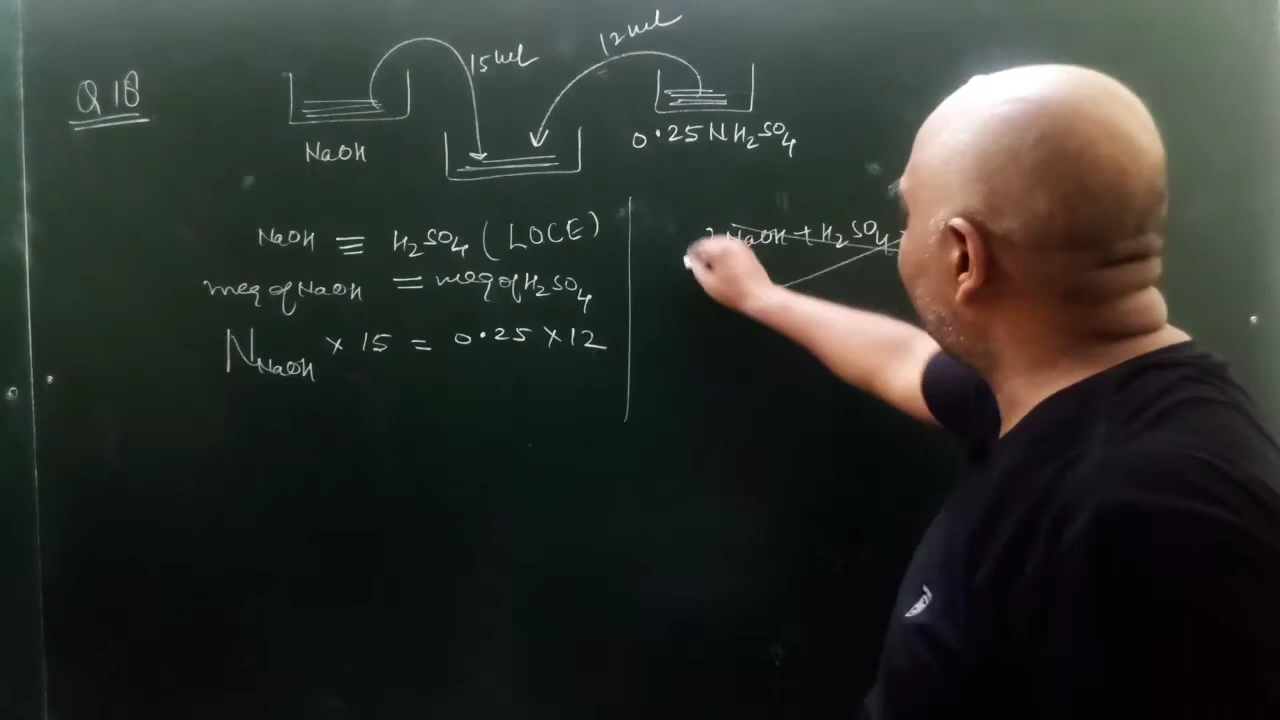 Q 18
15 ml
12 ml
NaOH
0.25 N H₂SO₄
NaOH ≡ H₂SO₄ (LOCE)
meq of NaOH = meq of H₂SO₄
N NaOH × 15 = 0.25 × 12
NaOH + H₂SO₄